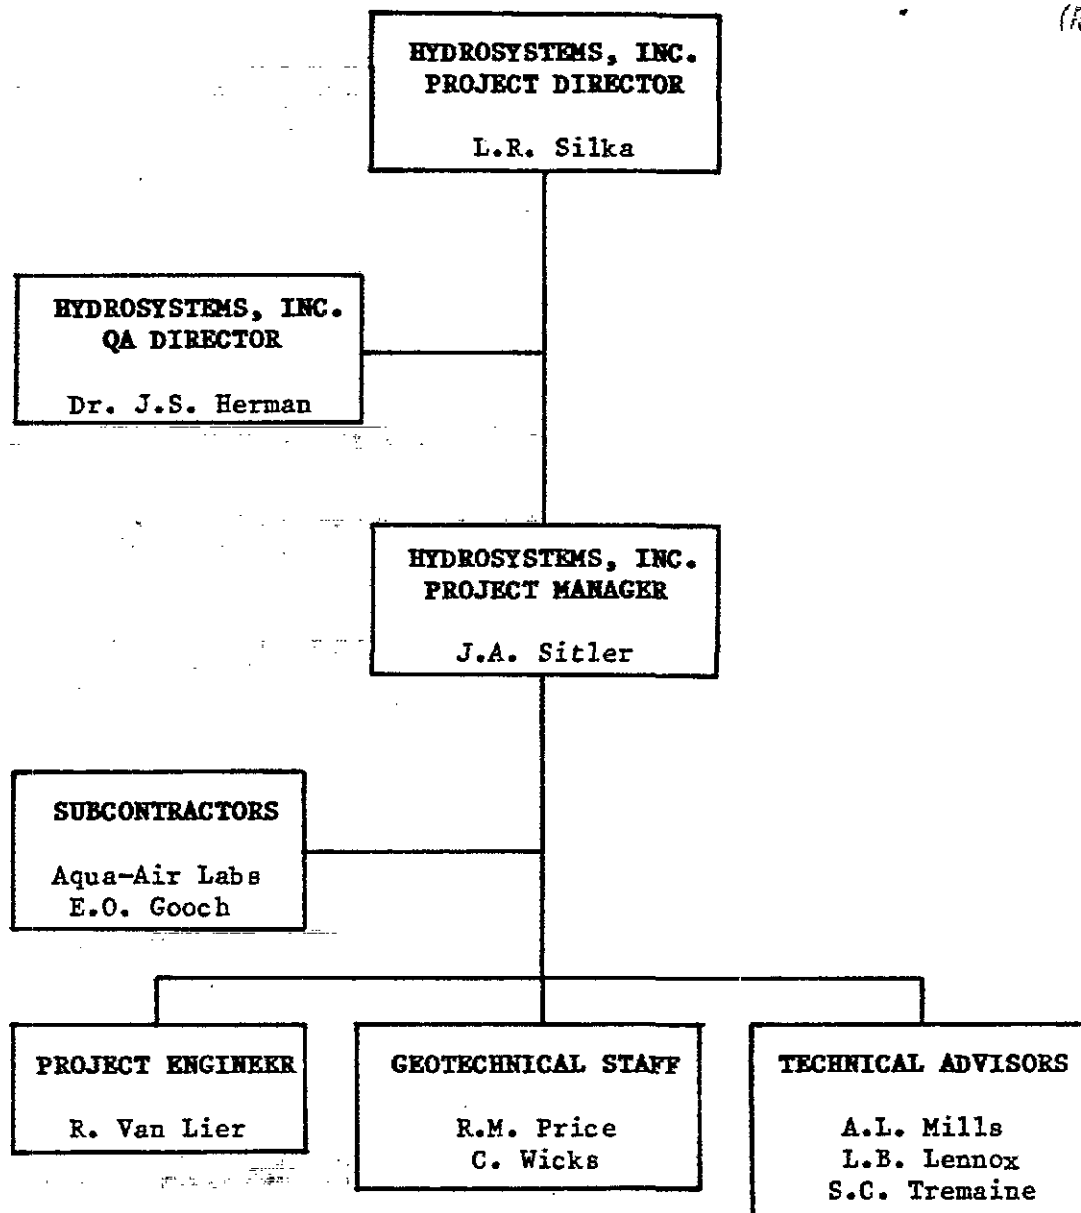 HYDROSYSTEMS, INC.
PROJECT DIRECTOR
L.R. Silka
HYDROSYSTEMS, INC.
QA DIRECTOR
Dr. J.S. Herman
HYDROSYSTEMS, INC.
PROJECT MANAGER
J.A. Sitler
SUBCONTRACTORS
Aqua-Air Labs
E.O. Gooch
PROJECT ENGINEER
R. Van Lier
GEOTECHNICAL STAFF
R.M. Price
C. Wicks
TECHNICAL ADVISORS
A.L. Mills
L.B. Lennox
S.C. Tremaine